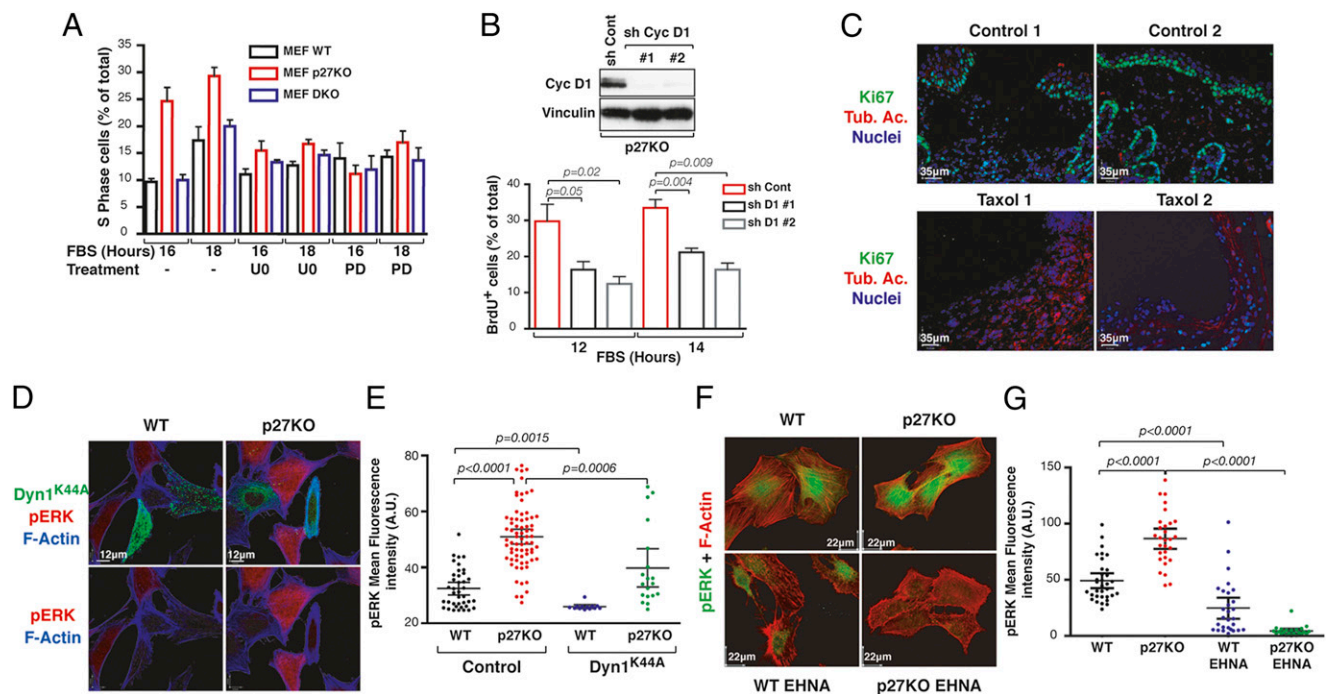 A
S Phase cells (% of total)
35
30
25
20
15
10
5
0
MEF WT
MEF p27KO
MEF DKO
FBS (Hours) 16 18 16 18 16 18
Treatment - - U0 U0 PD PD
B
sh Cont
sh Cyc D1
#1 #2
Cyc D1
Vinculin
p27KO
BrdU+ cells (% of total)
40
30
20
10
0
p=0.02
p=0.05
p=0.009
p=0.004
sh Cont
sh D1 #1
sh D1 #2
12 14
FBS (Hours)
C
Control 1 Control 2
Ki67
Tub. Ac.
Nuclei
35µm 35µm
Taxol 1 Taxol 2
Ki67
Tub. Ac.
Nuclei
35µm 35µm
D
WT p27KO
Dyn1K44A
pERK
F-Actin
12µm 12µm
pERK
F-Actin
E
pERK Mean Fluorescence
intensity (A.U.)
80
60
40
20
p=0.0015
p<0.0001
p=0.0006
WT p27KO WT p27KO
Control Dyn1K44A
F
WT p27KO
pERK + F-Actin
22µm 22µm
22µm 22µm
WT EHNA p27KO EHNA
G
pERK Mean Fluorescence
intensity (A.U.)
150
100
50
0
p<0.0001
p<0.0001 p<0.0001
WT p27KO WT p27KO
EHNA EHNA